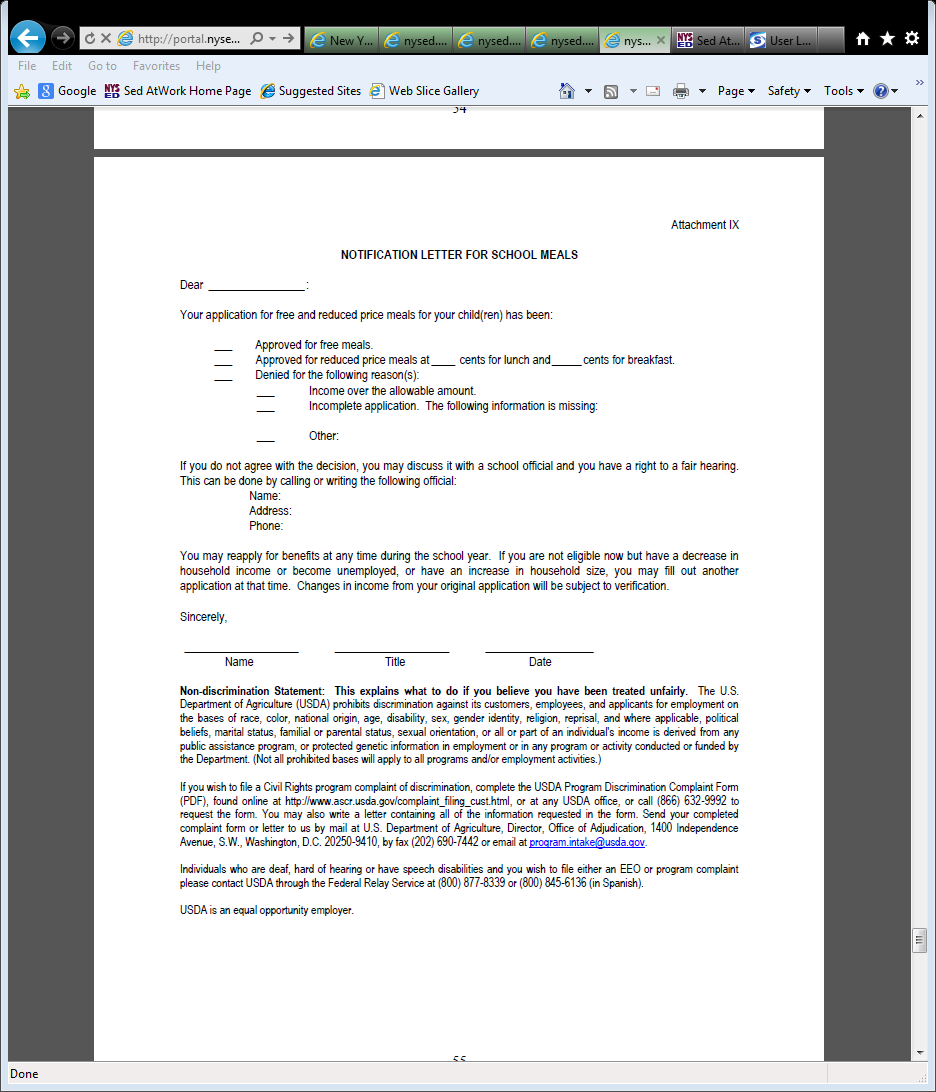 http://portal.nyse...
New Y...
nysed....
nysed....
nysed....
nys...
NYS ED
Sed At...
User L...
File Edit Go to Favorites Help
Google NYS ED Sed AtWork Home Page Suggested Sites Web Slice Gallery Page Safety Tools
54
Attachment IX
NOTIFICATION LETTER FOR SCHOOL MEALS
Dear _______________:
Your application for free and reduced price meals for your child(ren) has been:
___ Approved for free meals.
___ Approved for reduced price meals at____ cents for lunch and_____cents for breakfast.
___ Denied for the following reason(s):
___ Income over the allowable amount.
___ Incomplete application. The following information is missing:
___ Other:
If you do not agree with the decision, you may discuss it with a school official and you have a right to a fair hearing.
This can be done by calling or writing the following official:
Name:
Address:
Phone:
You may reapply for benefits at any time during the school year. If you are not eligible now but have a decrease in
household income or become unemployed, or have an increase in household size, you may fill out another
application at that time. Changes in income from your original application will be subject to verification.
Sincerely,
Name Title Date
Non-discrimination Statement: This explains what to do if you believe you have been treated unfairly. The U.S.
Department of Agriculture (USDA) prohibits discrimination against its customers, employees, and applicants for employment on
the bases of race, color, national origin, age, disability, sex, gender identity, religion, reprisal, and where applicable, political
beliefs, marital status, familial or parental status, sexual orientation, or all or part of an individual's income is derived from any
public assistance program, or protected genetic information in employment or in any program or activity conducted or funded by
the Department. (Not all prohibited bases will apply to all programs and/or employment activities.)
If you wish to file a Civil Rights program complaint of discrimination, complete the USDA Program Discrimination Complaint Form
(PDF), found online at http://www.ascr.usda.gov/complaint_filing_cust.html, or at any USDA office, or call (866) 632-9992 to
request the form. You may also write a letter containing all of the information requested in the form. Send your completed
complaint form or letter to us by mail at U.S. Department of Agriculture, Director, Office of Adjudication, 1400 Independence
Avenue, S.W., Washington, D.C. 20250-9410, by fax (202) 690-7442 or email at program.intake@usda.gov.
Individuals who are deaf, hard of hearing or have speech disabilities and you wish to file either an EEO or program complaint
please contact USDA through the Federal Relay Service at (800) 877-8339 or (800) 845-6136 (in Spanish).
USDA is an equal opportunity employer.
55
Done